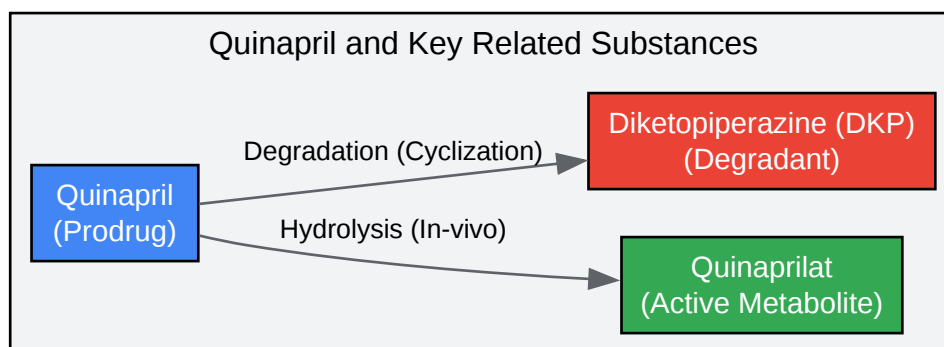 Quinapril and Key Related Substances
Diketopiperazine (DKP)
(Degradant)
Degradation (Cyclization)
Quinapril
(Prodrug)
Hydrolysis (In-vivo)
Quinaprilat
(Active Metabolite)